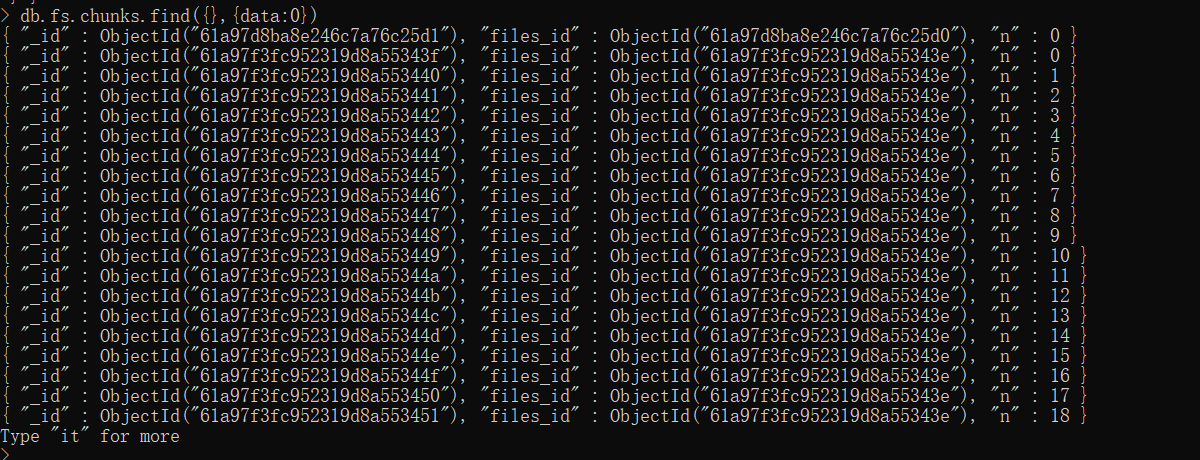 > db.fs.chunks.find({},{data:0})
{ "_id" : ObjectId("61a97d8ba8e246c7a76c25d1"), "files_id" : ObjectId("61a97d8ba8e246c7a76c25d0"), "n" : 0 }
{ "_id" : ObjectId("61a97f3fc952319d8a55343f"), "files_id" : ObjectId("61a97f3fc952319d8a55343e"), "n" : 0 }
{ "_id" : ObjectId("61a97f3fc952319d8a553440"), "files_id" : ObjectId("61a97f3fc952319d8a55343e"), "n" : 1 }
{ "_id" : ObjectId("61a97f3fc952319d8a553441"), "files_id" : ObjectId("61a97f3fc952319d8a55343e"), "n" : 2 }
{ "_id" : ObjectId("61a97f3fc952319d8a553442"), "files_id" : ObjectId("61a97f3fc952319d8a55343e"), "n" : 3 }
{ "_id" : ObjectId("61a97f3fc952319d8a553443"), "files_id" : ObjectId("61a97f3fc952319d8a55343e"), "n" : 4 }
{ "_id" : ObjectId("61a97f3fc952319d8a553444"), "files_id" : ObjectId("61a97f3fc952319d8a55343e"), "n" : 5 }
{ "_id" : ObjectId("61a97f3fc952319d8a553445"), "files_id" : ObjectId("61a97f3fc952319d8a55343e"), "n" : 6 }
{ "_id" : ObjectId("61a97f3fc952319d8a553446"), "files_id" : ObjectId("61a97f3fc952319d8a55343e"), "n" : 7 }
{ "_id" : ObjectId("61a97f3fc952319d8a553447"), "files_id" : ObjectId("61a97f3fc952319d8a55343e"), "n" : 8 }
{ "_id" : ObjectId("61a97f3fc952319d8a553448"), "files_id" : ObjectId("61a97f3fc952319d8a55343e"), "n" : 9 }
{ "_id" : ObjectId("61a97f3fc952319d8a553449"), "files_id" : ObjectId("61a97f3fc952319d8a55343e"), "n" : 10 }
{ "_id" : ObjectId("61a97f3fc952319d8a55344a"), "files_id" : ObjectId("61a97f3fc952319d8a55343e"), "n" : 11 }
{ "_id" : ObjectId("61a97f3fc952319d8a55344b"), "files_id" : ObjectId("61a97f3fc952319d8a55343e"), "n" : 12 }
{ "_id" : ObjectId("61a97f3fc952319d8a55344c"), "files_id" : ObjectId("61a97f3fc952319d8a55343e"), "n" : 13 }
{ "_id" : ObjectId("61a97f3fc952319d8a55344d"), "files_id" : ObjectId("61a97f3fc952319d8a55343e"), "n" : 14 }
{ "_id" : ObjectId("61a97f3fc952319d8a55344e"), "files_id" : ObjectId("61a97f3fc952319d8a55343e"), "n" : 15 }
{ "_id" : ObjectId("61a97f3fc952319d8a55344f"), "files_id" : ObjectId("61a97f3fc952319d8a55343e"), "n" : 16 }
{ "_id" : ObjectId("61a97f3fc952319d8a553450"), "files_id" : ObjectId("61a97f3fc952319d8a55343e"), "n" : 17 }
{ "_id" : ObjectId("61a97f3fc952319d8a553451"), "files_id" : ObjectId("61a97f3fc952319d8a55343e"), "n" : 18 }
Type "it" for more
>